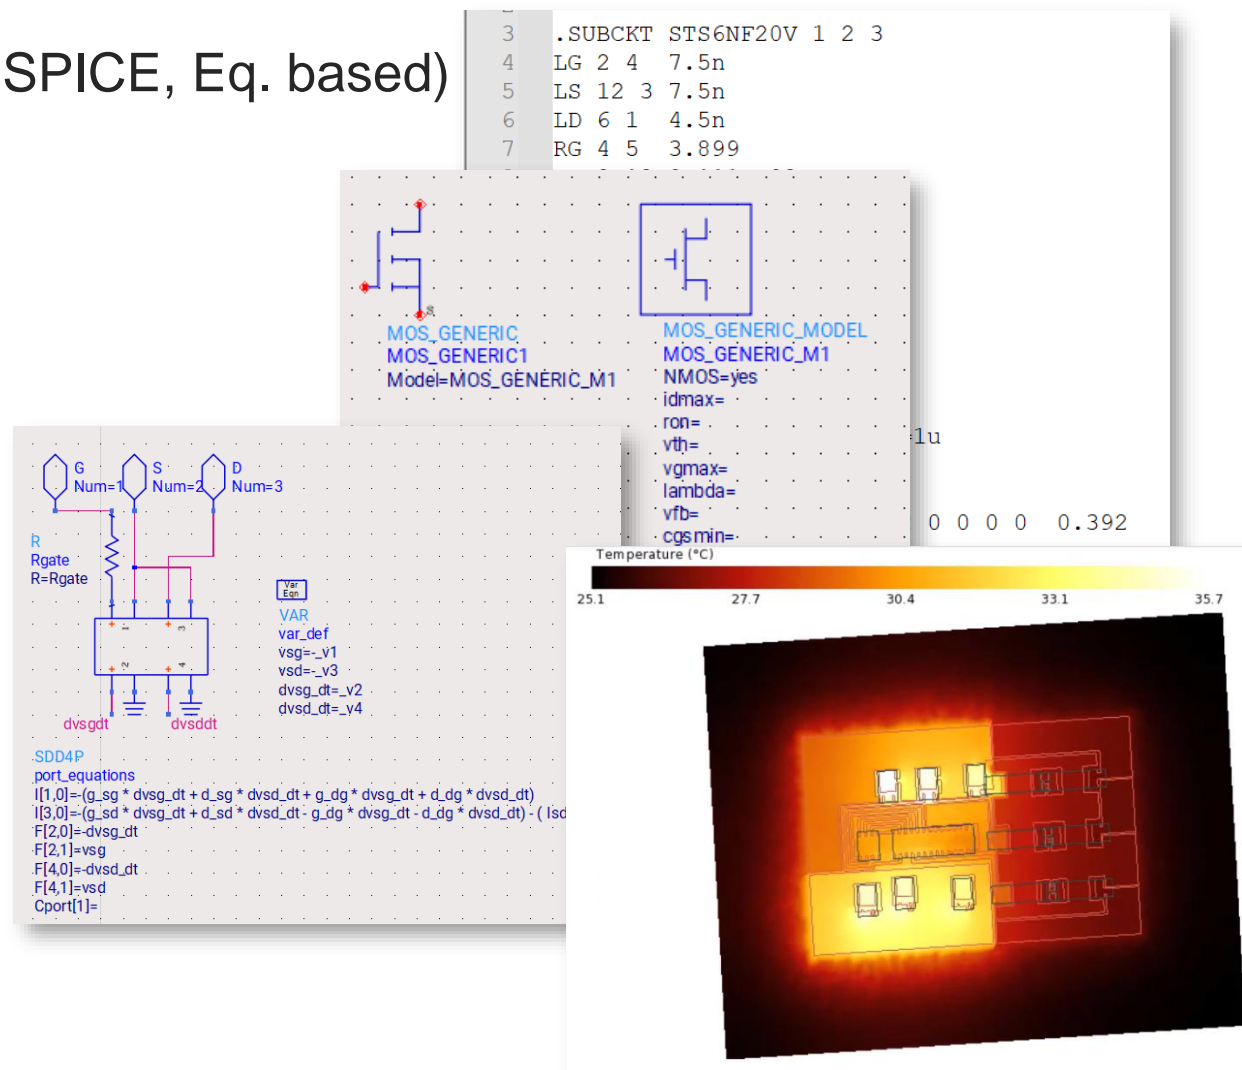 SPICE, Eq. based)
3 .SUBCKT STS6NF20V 1 2 3
4 LG 2 4 7.5n
5 LS 12 3 7.5n
6 LD 6 1 4.5n
7 RG 4 5 3.899
MOS_GENERIC
MOS_GENERIC1
Model=MOS_GENERIC_M1
MOS_GENERIC_MODEL
MOS_GENERIC_M1
NMOS=yes
idmax=
ron=
vth=
vgmax=
lambda=
vfb=
cgsmin=
=1u
0 0 0 0 0.392
G
Num=1
S
Num=2
D
Num=3
R
Rgate
R=Rgate
1
3
2
4
dvsgdt
dvsddt
Var
Eqn
VAR
var_def
vsg=-_v1
vsd=-_v3
dvsg_dt=_v2
dvsd_dt=_v4
SDD4P
port_equations
I[1,0]=-(g_sg * dvsg_dt + d_sg * dvsd_dt + g_dg * dvsg_dt + d_dg * dvsd_dt)
I[3,0]=-(g_sd * dvsg_dt + d_sd * dvsd_dt - g_dg * dvsg_dt - d_dg * dvsd_dt) - ( Isd
F[2,0]=-dvsg_dt
F[2,1]=vsg
F[4,0]=-dvsd_dt
F[4,1]=vsd
Cport[1]=
Temperature (°C)
25.1 27.7 30.4 33.1 35.7